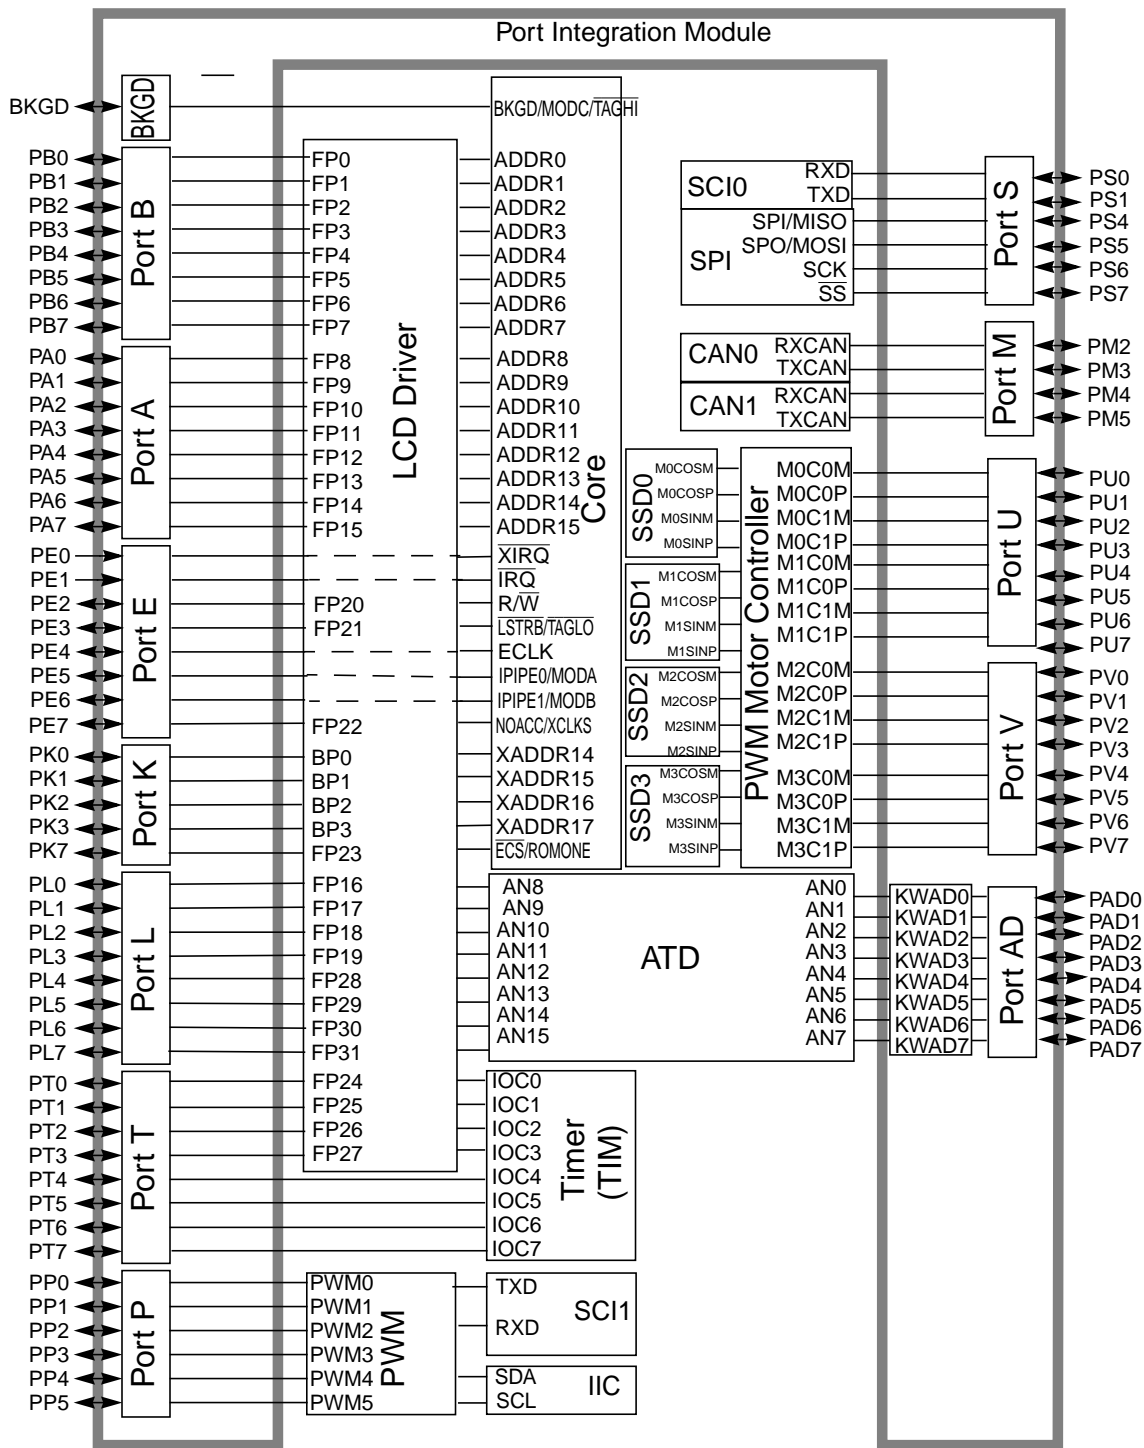 Port Integration Module
BKGD
BKGD
BKGD/MODC/TAGHI
PB0
PB1
PB2
PB3
PB4
PB5
PB6
PB7
Port B
FP0
FP1
FP2
FP3
FP4
FP5
FP6
FP7
ADDR0
ADDR1
ADDR2
ADDR3
ADDR4
ADDR5
ADDR6
ADDR7
PA0
PA1
PA2
PA3
PA4
PA5
PA6
PA7
Port A
FP8
FP9
FP10
FP11
FP12
FP13
FP14
FP15
LCD Driver
ADDR8
ADDR9
ADDR10
ADDR11
ADDR12
ADDR13
ADDR14
ADDR15
Core
PE0
PE1
PE2
PE3
PE4
PE5
PE6
PE7
Port E
FP20
FP21
FP22
XIRQ
IRQ
R/W
LSTRB/TAGLO
ECLK
IPIPE0/MODA
IPIPE1/MODB
NOACC/XCLKS
PK0
PK1
PK2
PK3
PK7
Port K
BP0
BP1
BP2
BP3
FP23
XADDR14
XADDR15
XADDR16
XADDR17
ECS/ROMONE
PL0
PL1
PL2
PL3
PL4
PL5
PL6
PL7
Port L
FP16
FP17
FP18
FP19
FP28
FP29
FP30
FP31
AN8
AN9
AN10
AN11
AN12
AN13
AN14
AN15
ATD
AN0
AN1
AN2
AN3
AN4
AN5
AN6
AN7
KWAD0
KWAD1
KWAD2
KWAD3
KWAD4
KWAD5
KWAD6
KWAD7
Port AD
PAD0
PAD1
PAD2
PAD3
PAD4
PAD5
PAD6
PAD7
PT0
PT1
PT2
PT3
PT4
PT5
PT6
PT7
Port T
FP24
FP25
FP26
FP27
IOC0
IOC1
IOC2
IOC3
IOC4
IOC5
IOC6
IOC7
Timer
(TIM)
PP0
PP1
PP2
PP3
PP4
PP5
Port P
PWM0
PWM1
PWM2
PWM3
PWM4
PWM5
PWM
TXD
RXD
SCI1
SDA
SCL
IIC
SCI0
RXD
TXD
SPI
SPI/MISO
SPO/MOSI
SCK
SS
Port S
PS0
PS1
PS4
PS5
PS6
PS7
CAN0
RXCAN
TXCAN
CAN1
RXCAN
TXCAN
Port M
PM2
PM3
PM4
PM5
SSD0
M0COSM
M0COSP
M0SINM
M0SINP
SSD1
M1COSM
M1COSP
M1SINM
M1SINP
SSD2
M2COSM
M2COSP
M2SINM
M2SINP
SSD3
M3COSM
M3COSP
M3SINM
M3SINP
PWM Motor Controller
M0C0M
M0C0P
M0C1M
M0C1P
M1C0M
M1C0P
M1C1M
M1C1P
M2C0M
M2C0P
M2C1M
M2C1P
M3C0M
M3C0P
M3C1M
M3C1P
Port U
PU0
PU1
PU2
PU3
PU4
PU5
PU6
PU7
Port V
PV0
PV1
PV2
PV3
PV4
PV5
PV6
PV7